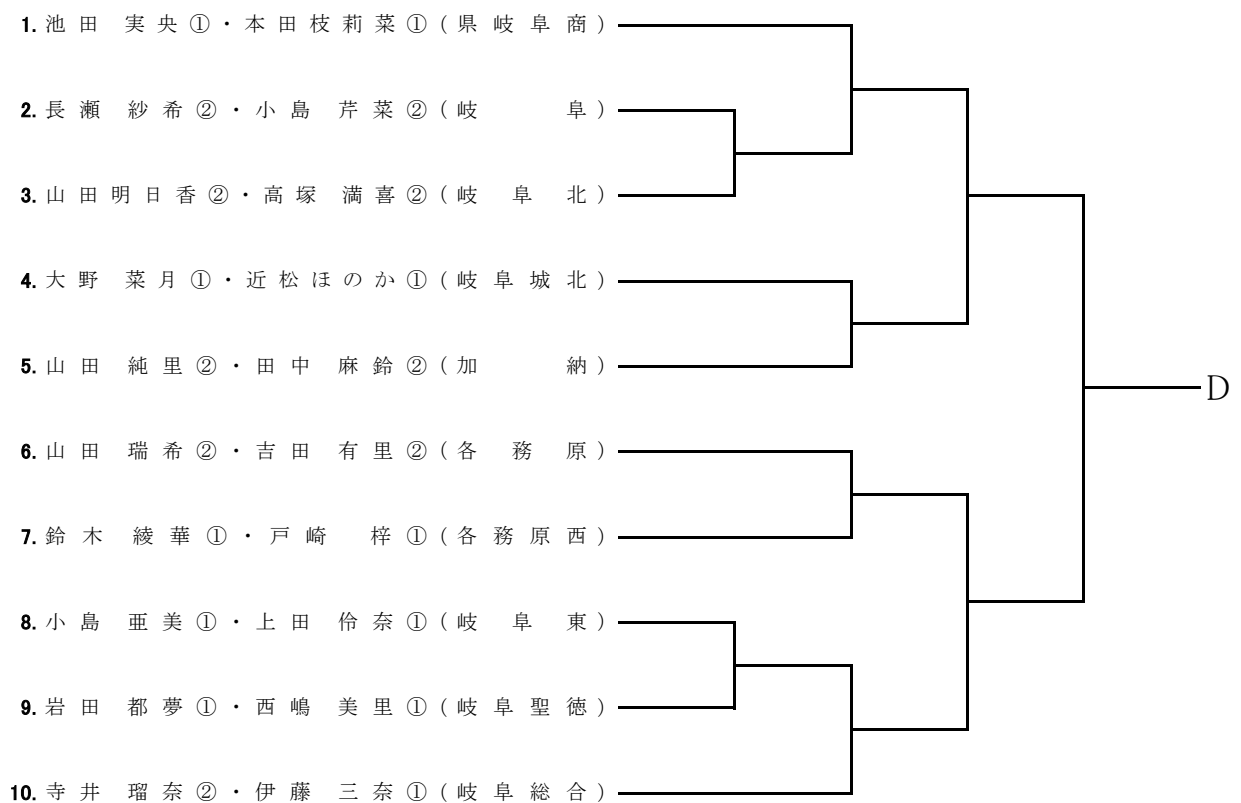 1. 池田 実央①・本田枝莉菜①(県岐阜商)
2. 長瀬 紗希②・小島 芹菜②(岐 阜)
3. 山田明日香②・高塚 満喜②(岐 阜 北)
4. 大野 菜月①・近松ほのか①(岐阜城北)
5. 山田 純里②・田中 麻鈴②(加 納)
D
6. 山田 瑞希②・吉田 有里②(各 務 原)
7. 鈴木 綾華①・戸崎 梓①(各務原西)
8. 小島 亜美①・上田 伶奈①(岐 阜 東)
9. 岩田 都夢①・西嶋 美里①(岐阜聖徳)
10. 寺井 瑠奈②・伊藤 三奈①(岐阜総合)